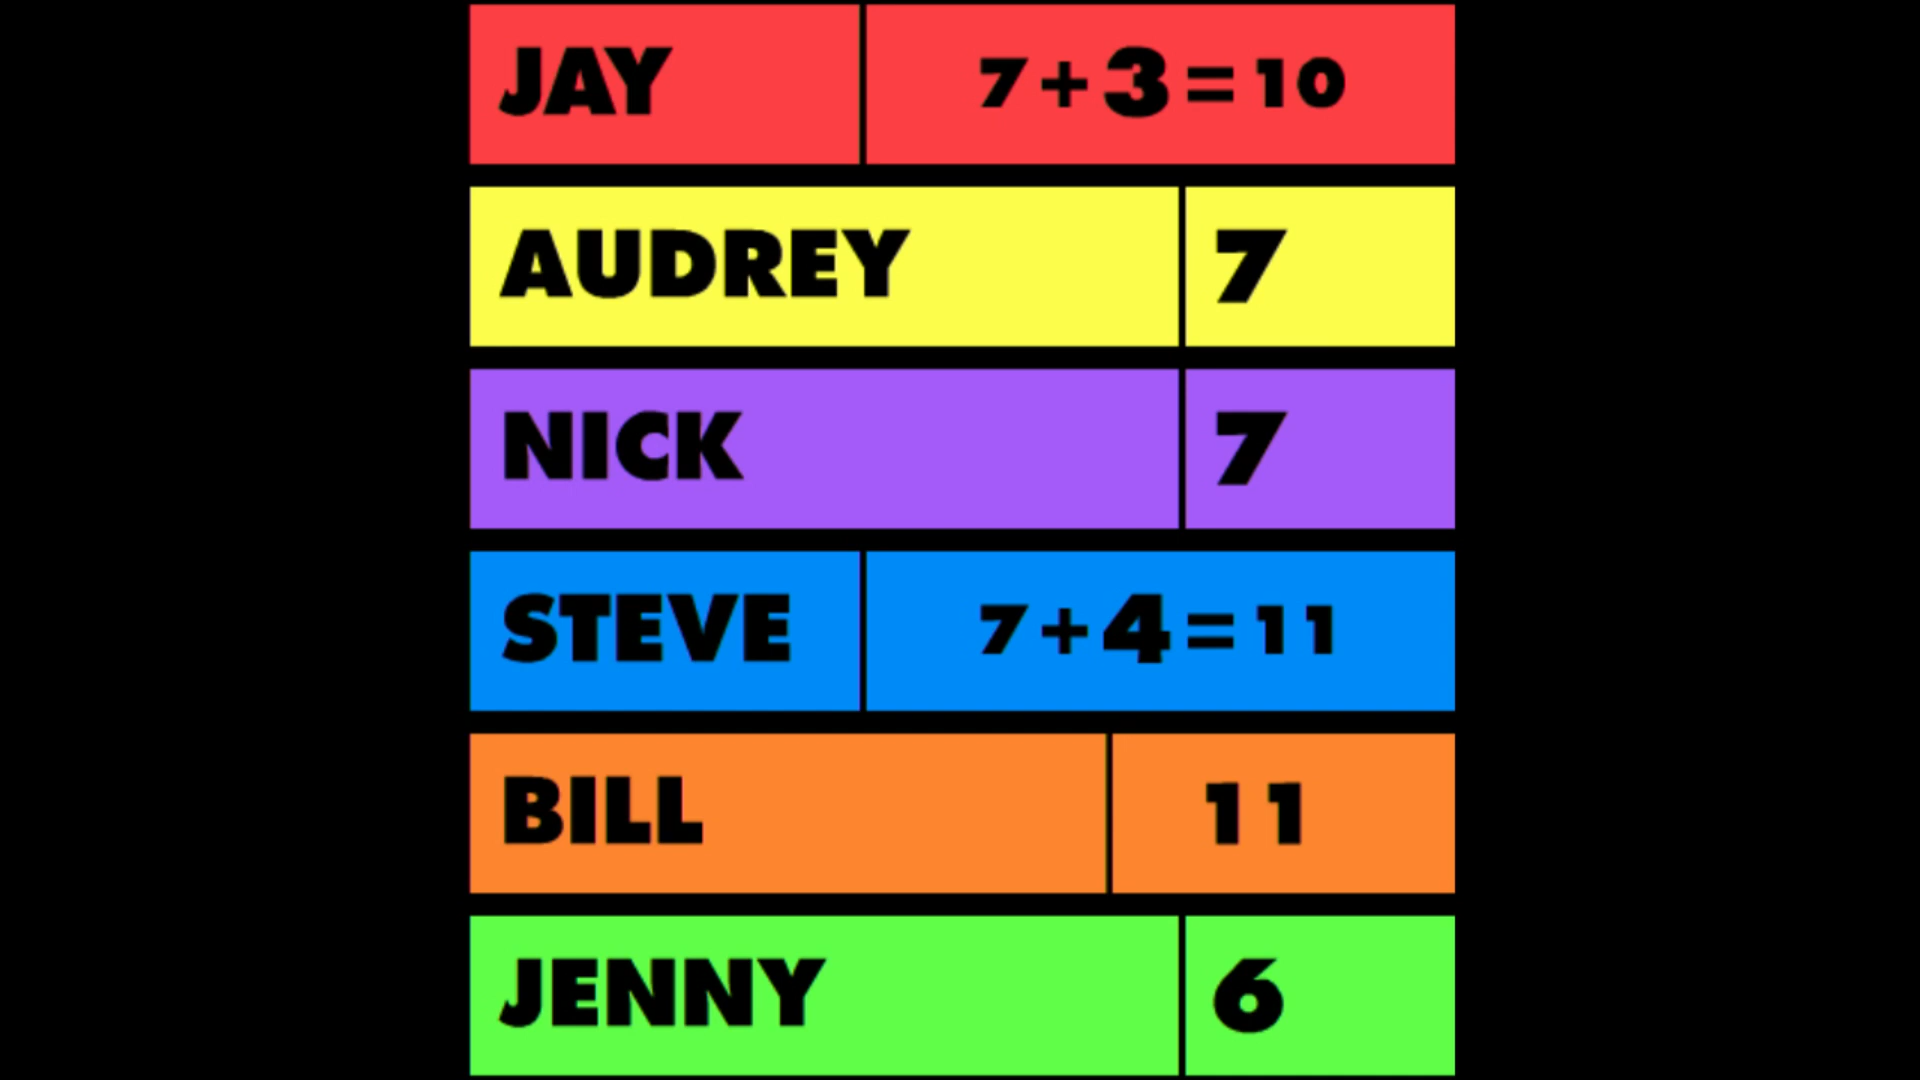 JAY 7+3=10
AUDREY 7
NICK 7
STEVE 7+4=11
BILL 11
JENNY 6